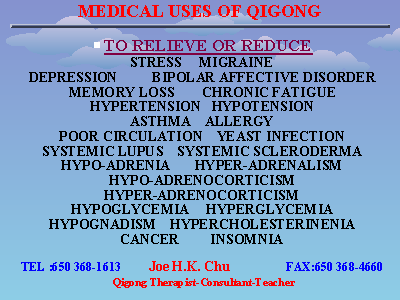 MEDICAL USES OF QIGONG
TO RELIEVE OR REDUCE
STRESS MIGRAINE
DEPRESSION BIPOLAR AFFECTIVE DISORDER
MEMORY LOSS CHRONIC FATIGUE
HYPERTENSION HYPOTENSION
ASTHMA ALLERGY
POOR CIRCULATION YEAST INFECTION
SYSTEMIC LUPUS SYSTEMIC SCLERODERMA
HYPO-ADRENIA HYPER-ADRENALISM
HYPO-ADRENOCORTICISM
HYPER-ADRENOCORTICISM
HYPOGLYCEMIA HYPERGLYCEMIA
HYPOGNADISM HYPERCHOLESTERINENIA
CANCER INSOMNIA
TEL :650 368-1613 Joe H.K. Chu FAX:650 368-4660
Qigong Therapist-Consultant-Teacher